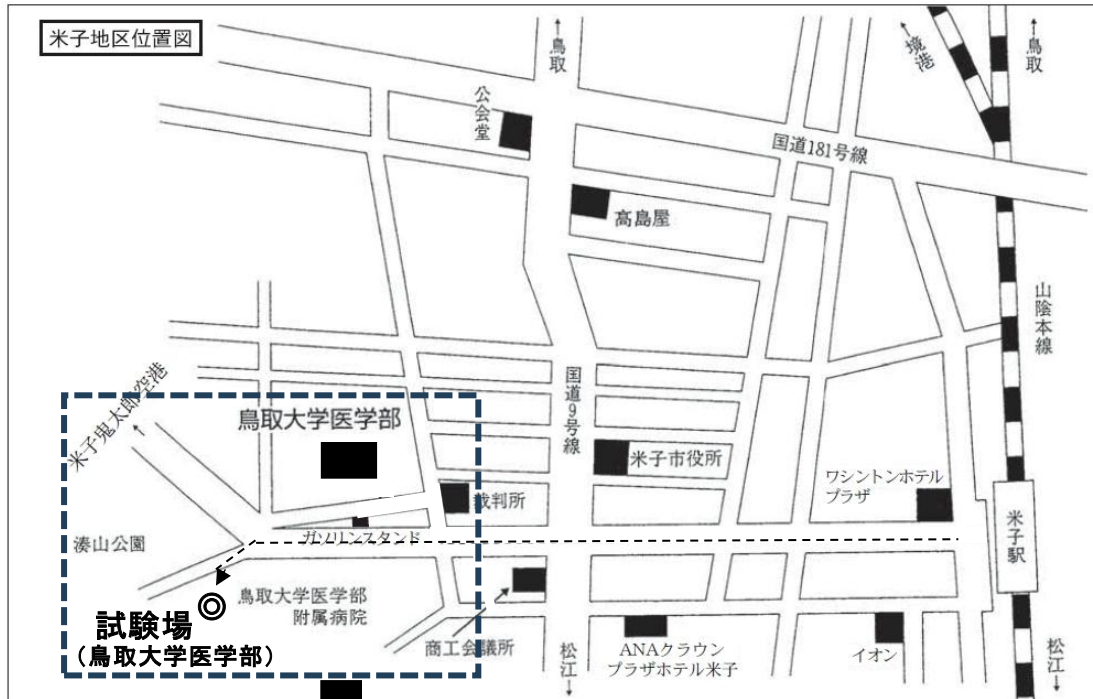 米子地区位置図
↑鳥取
↑境港
↑鳥取
公会堂
国道181号線
髙島屋
山陰本線
米子鬼太郎空港
↑
鳥取大学医学部
国道9号線
米子市役所
ワシントンホテル
プラザ
裁判所
ガソリンスタンド
米子駅
湊山公園
鳥取大学医学部
附属病院
試験場◎
（鳥取大学医学部）
商工会議所
松江↓
ANAクラウン
プラザホテル米子
イオン
松江↓